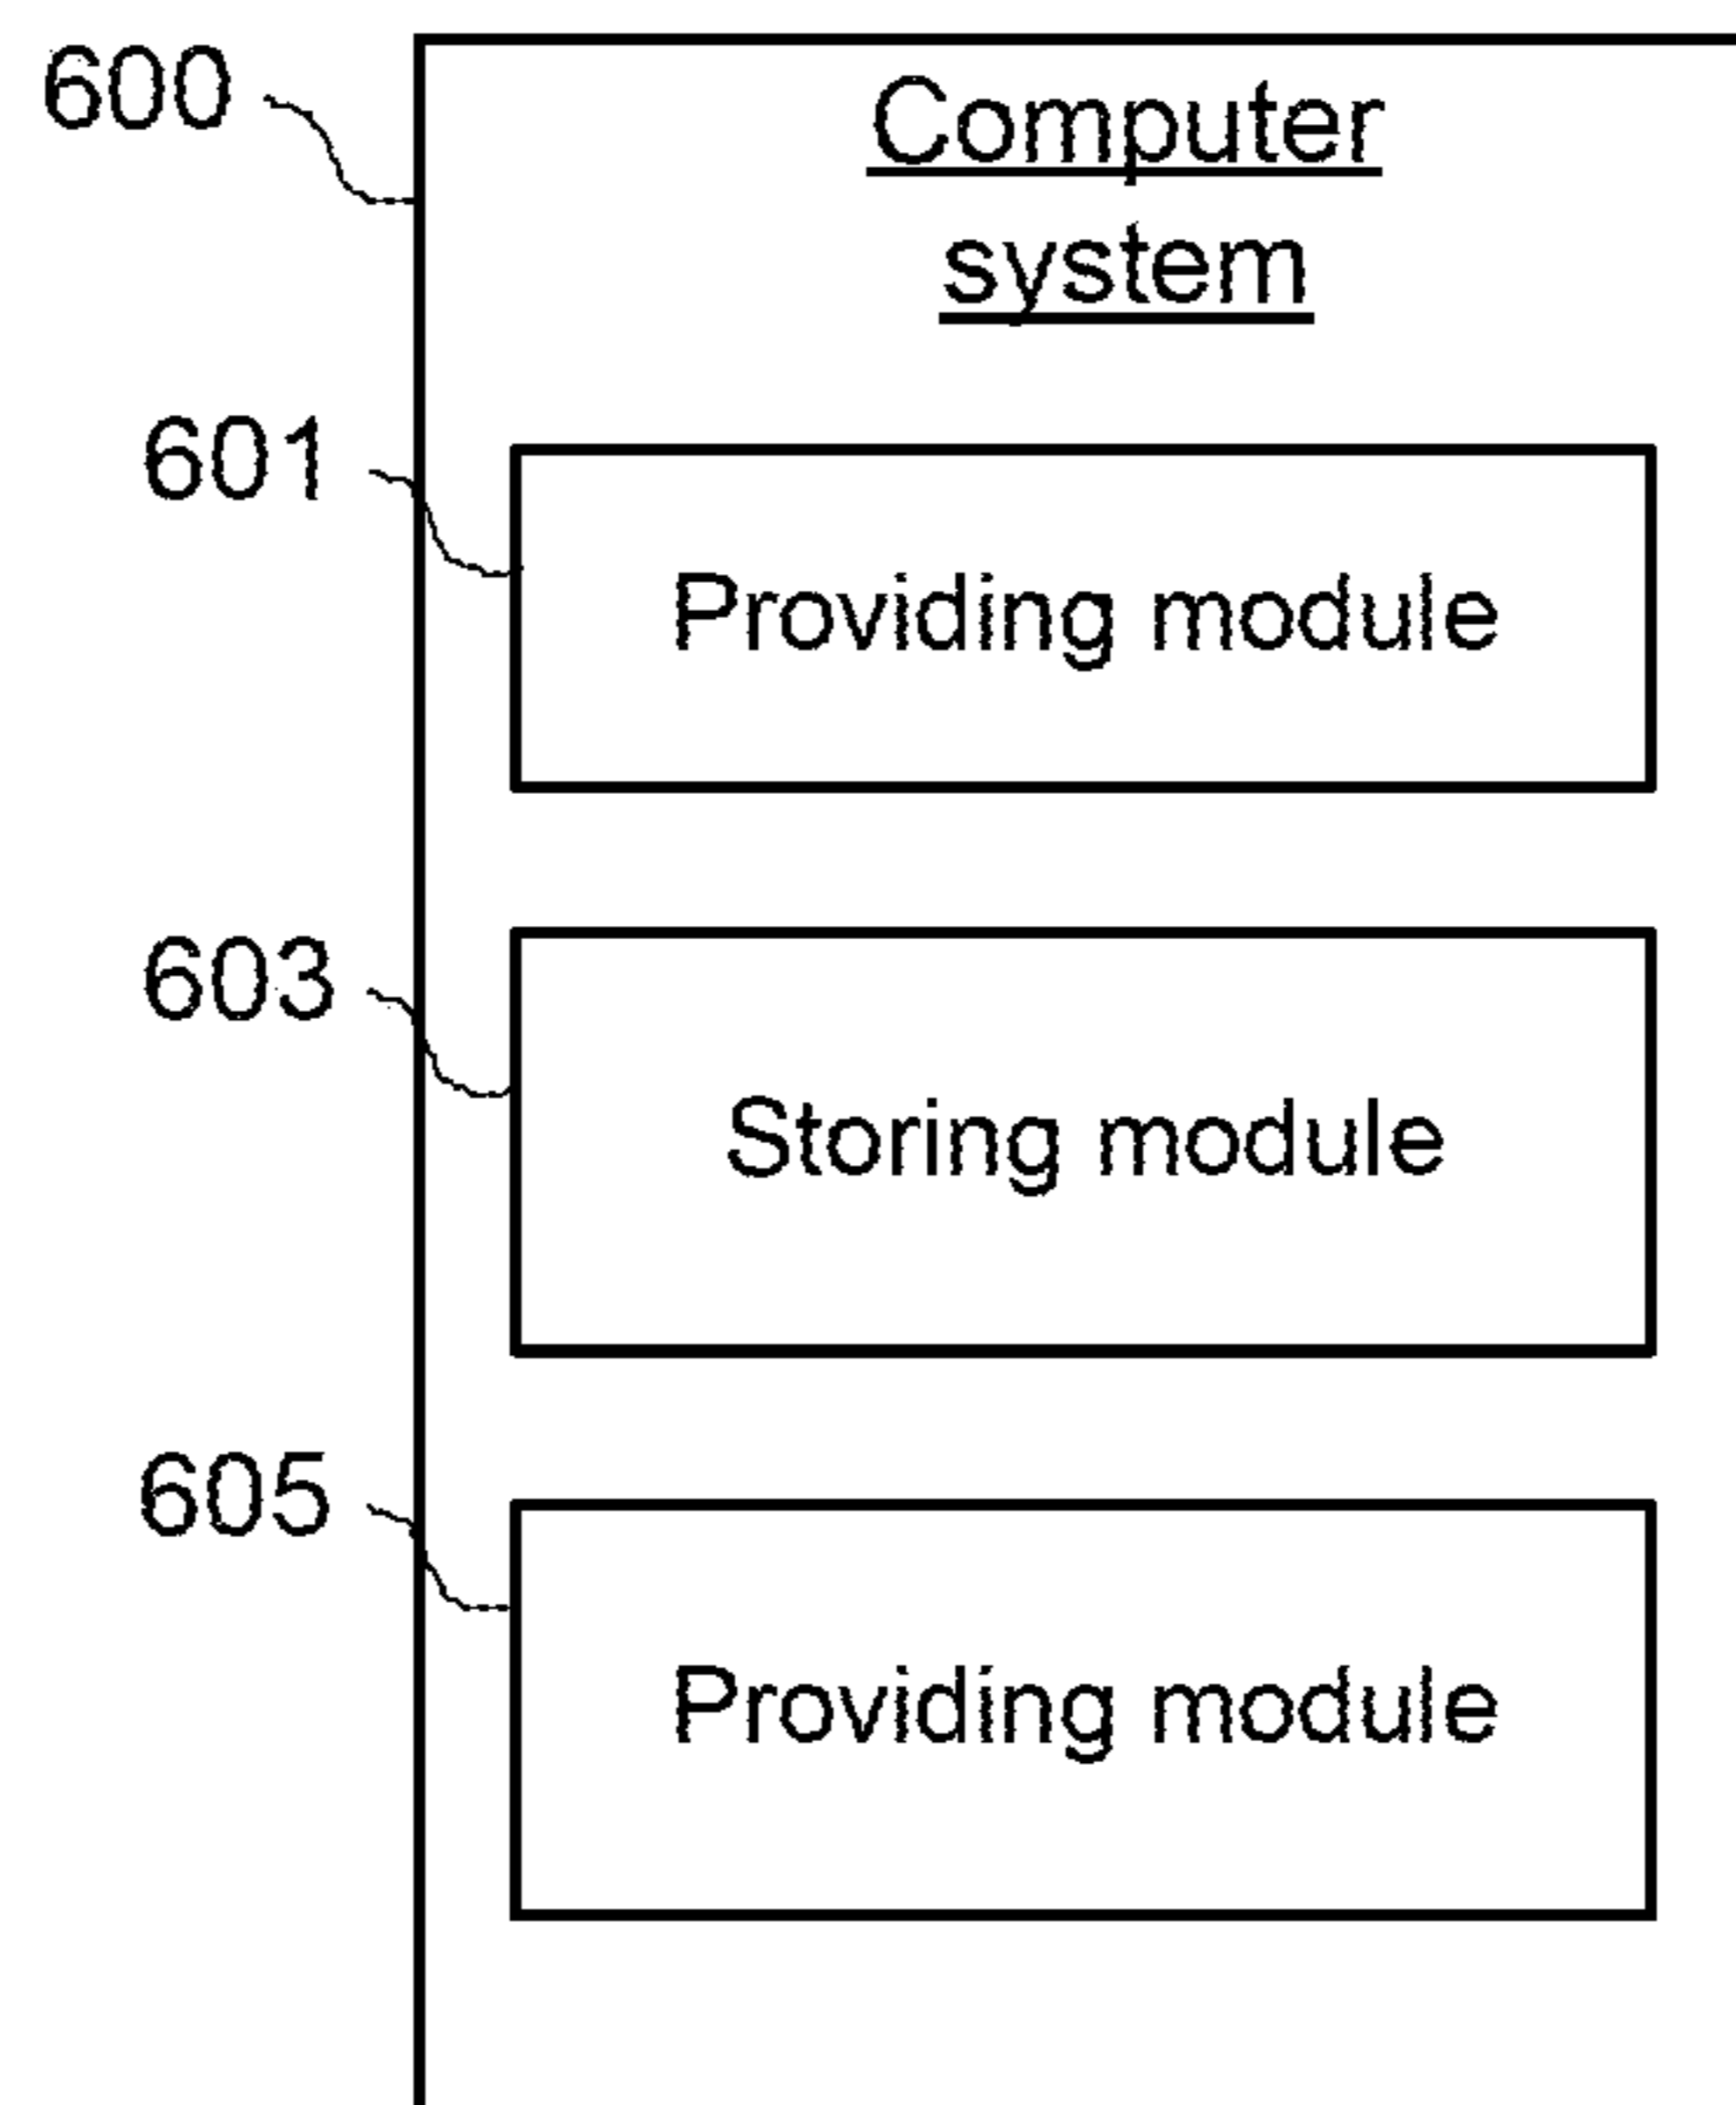 600
Computer
system
601
Providing module
603
Storing module
605
Providing module